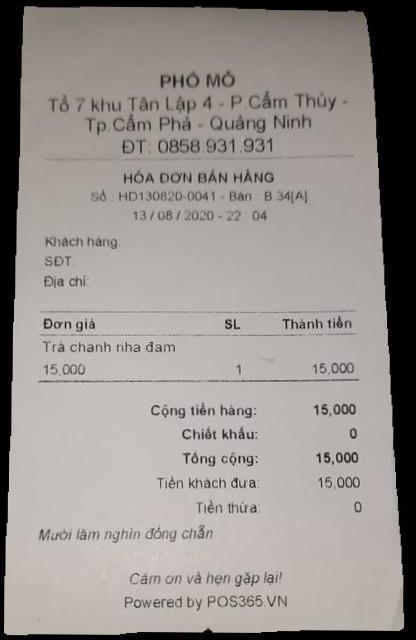 PHỐ MỎ
Tổ 7 khu Tân Lập 4 - P.Cẩm Thủy -
Tp.Cẩm Phả - Quảng Ninh
ĐT: 0858.931.931
HÓA ĐƠN BÁN HÀNG
Số : HD130820-0041 - Bàn : B.34[A]
13 / 08 / 2020 - 22 : 04
Khách hàng:
SĐT:
Địa chỉ:
Đơn giá SL Thành tiền
Trà chanh nha đam
15,000 1 15,000
Cộng tiền hàng: 15,000
Chiết khấu: 0
Tổng cộng: 15,000
Tiền khách đưa: 15,000
Tiền thừa: 0
Mười lăm nghìn đồng chẵn
Cảm ơn và hẹn gặp lại!
Powered by POS365.VN